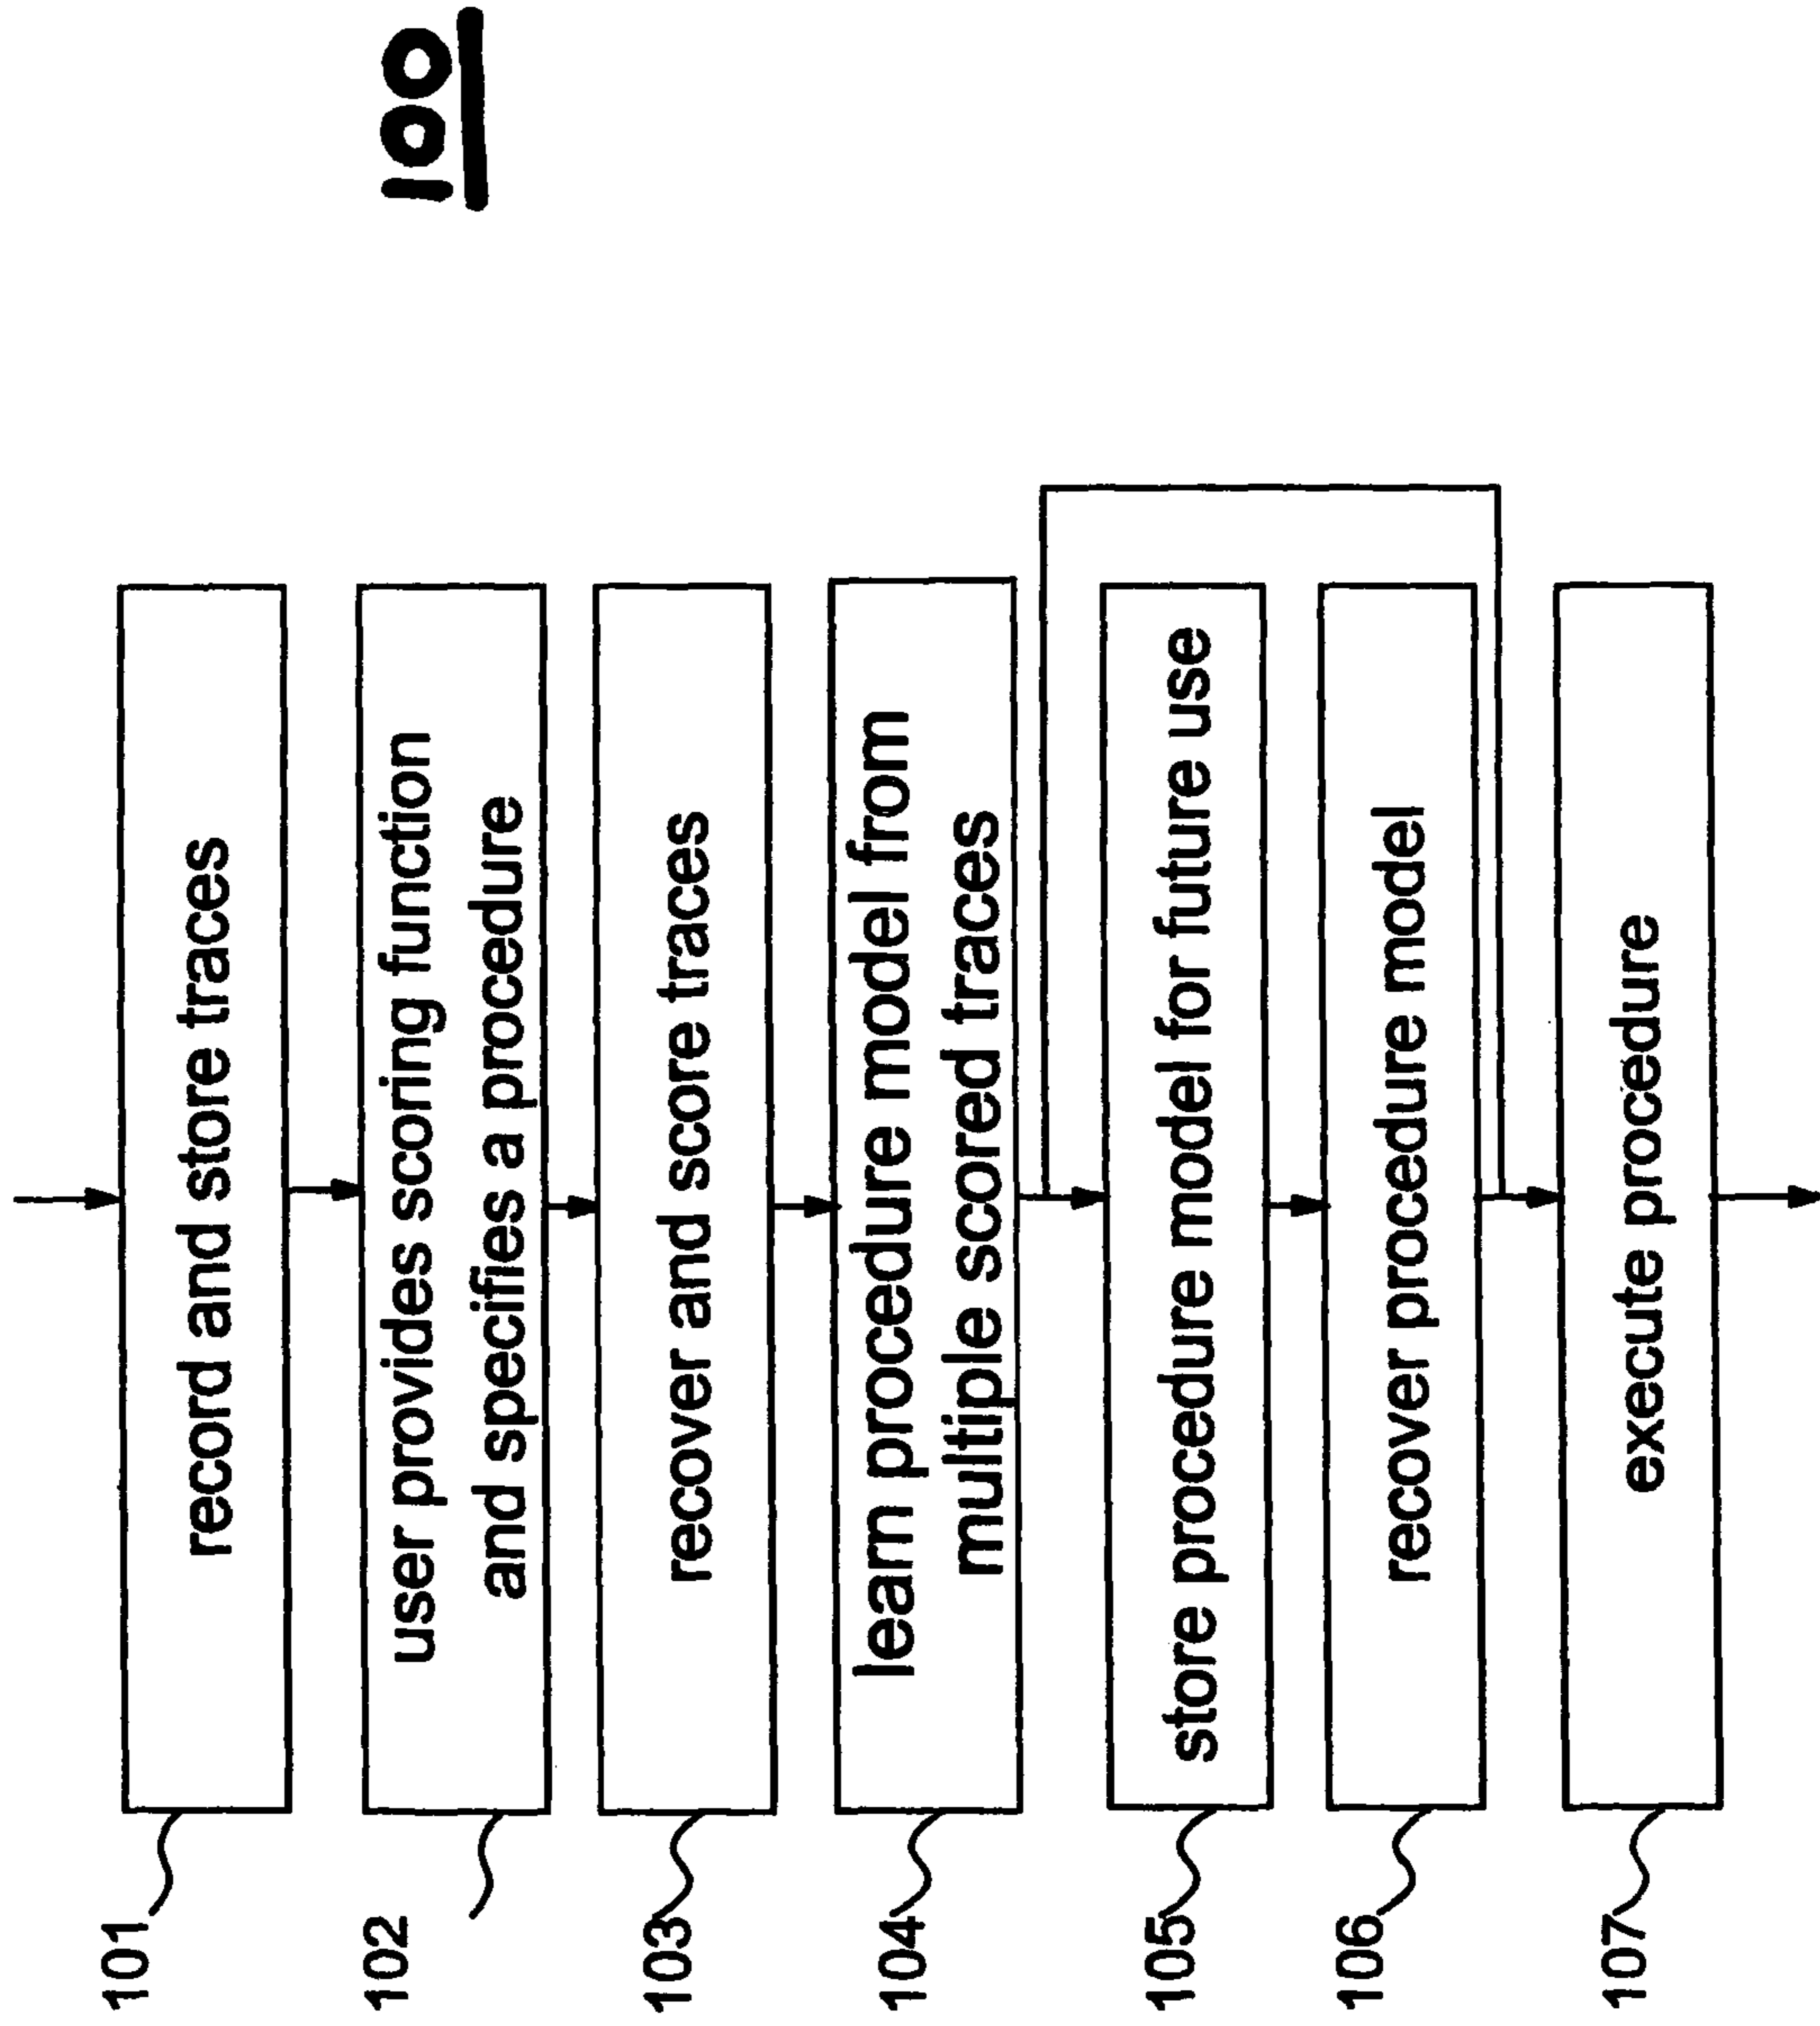 100
101
record and store traces
102
user provides scoring function
and specifies a procedure
103
recover and score traces
104
learn procedure model from
multiple scored traces
105
store procedure model for future use
106
recover procedure model
107
execute procedure